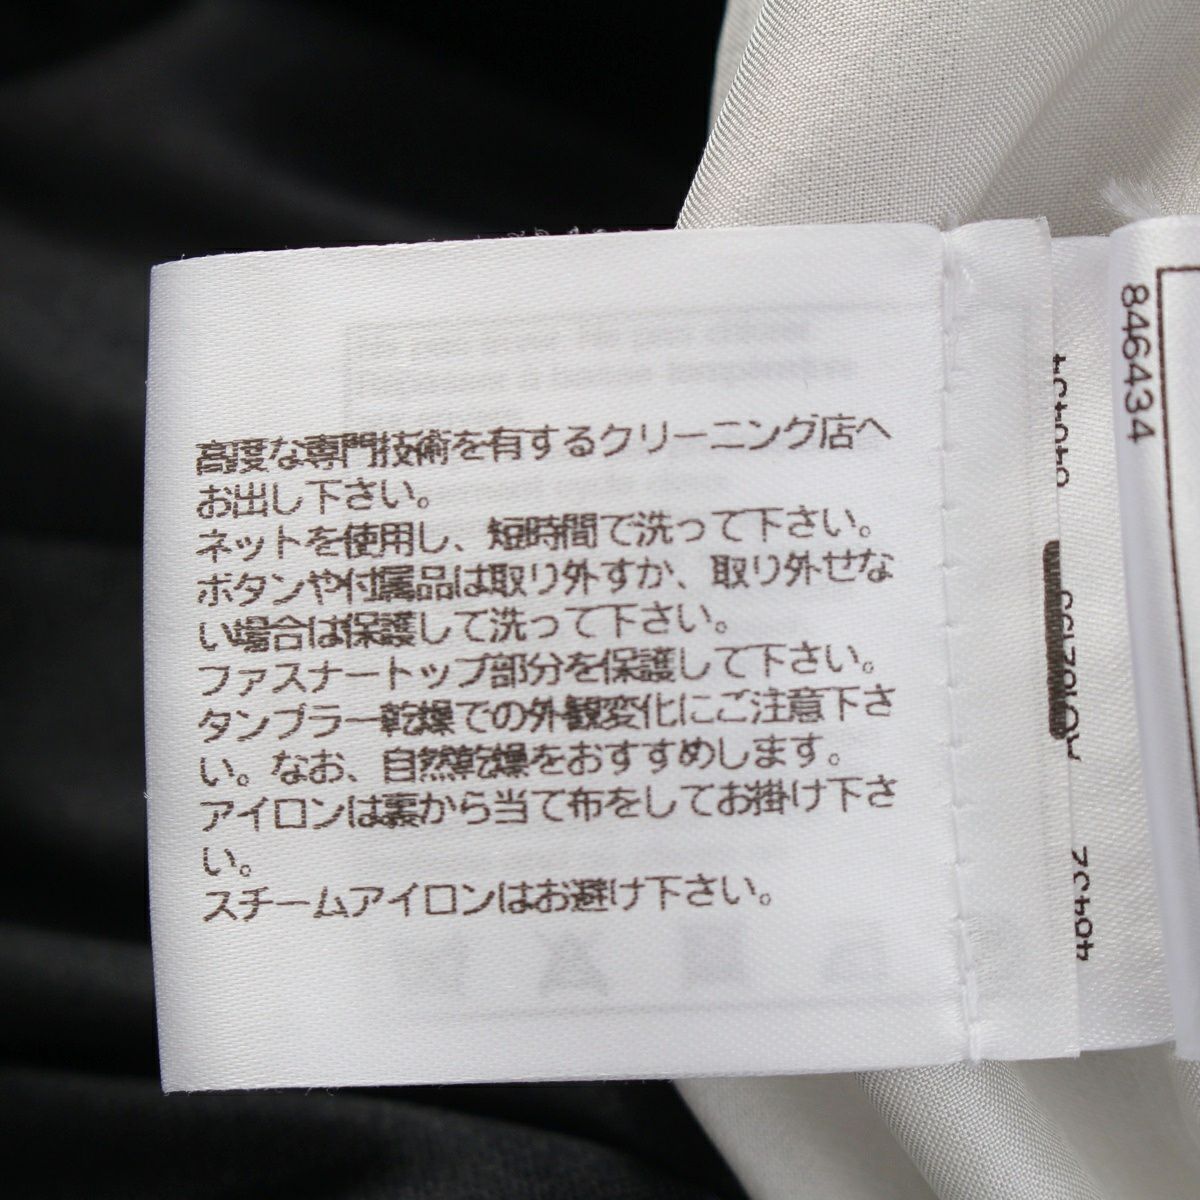 高度な専門技術を有するクリーニング店へ
お出し下さい。
ネットを使用し、短時間で洗って下さい。
ボタンや付属品は取り外すか、取り外せな
い場合は保護して洗って下さい。
ファスナートップ部分を保護して下さい。
タンブラー乾燥での外観変化にご注意下さ
い。なお、自然乾燥をおすすめします。
アイロンは裏から当て布をしてお掛け下さ
い。
スチームアイロンはお避け下さい。
846434